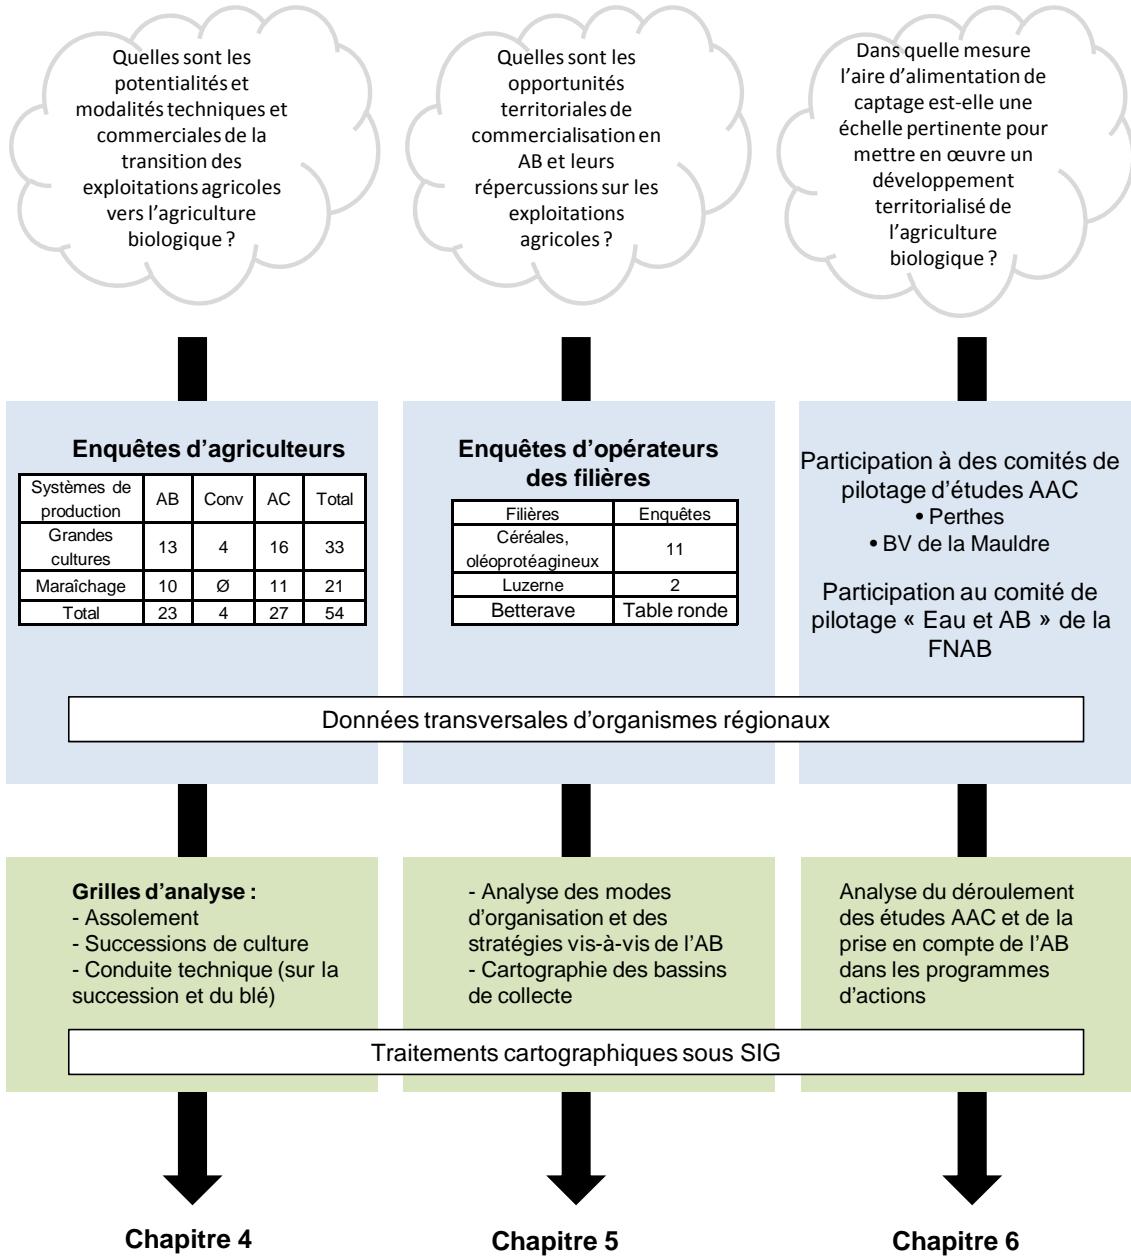 Quelles sont les
potentialités et
modalités techniques et
commerciales de la
transition des
exploitations agricoles
vers l'agriculture
biologique ?
Quelles sont les
opportunités
territoriales de
commercialisation en
AB et leurs
répercussions sur les
exploitations
agricoles ?
Dans quelle mesure
l'aire d'alimentation de
captage est-elle une
échelle pertinente pour
mettre en œuvre un
développement
territorialisé de
l'agriculture
biologique ?
Enquêtes d'agriculteurs
Systèmes de
production
AB Conv AC Total
Grandes
cultures
13 4 16 33
Maraîchage 10 Ø 11 21
Total 23 4 27 54
Enquêtes d'opérateurs
des filières
Filières Enquêtes
Céréales,
oléoprotéagineux
11
Luzerne 2
Betterave Table ronde
Participation à des comités de
pilotage d'études AAC
• Perthes
• BV de la Mauldre
Participation au comité de
pilotage « Eau et AB » de la
FNAB
Données transversales d'organismes régionaux
Grilles d'analyse :
- Assolement
- Successions de culture
- Conduite technique (sur la
succession et du blé)
- Analyse des modes
d'organisation et des
stratégies vis-à-vis de l'AB
- Cartographie des bassins
de collecte
Analyse du déroulement
des études AAC et de la
prise en compte de l'AB
dans les programmes
d'actions
Traitements cartographiques sous SIG
Chapitre 4
Chapitre 5
Chapitre 6